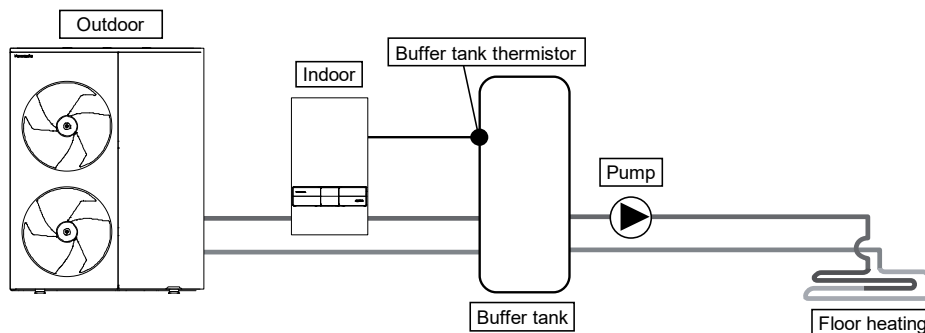 Outdoor
Buffer tank thermistor
Indoor
Pump
Buffer tank
Floor heating